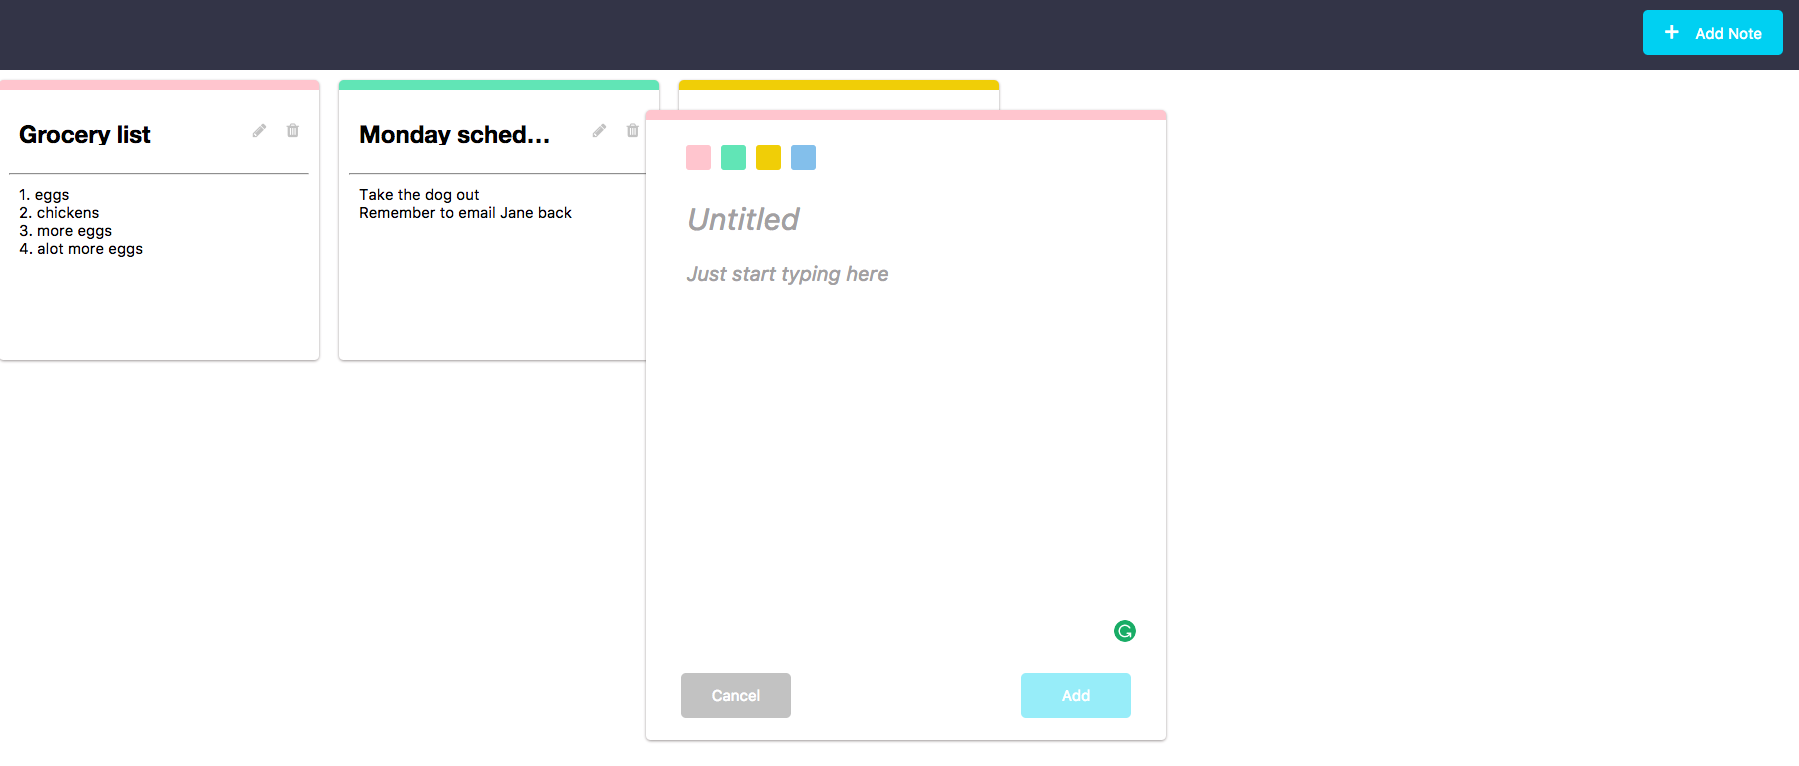 + Add Note
Grocery list
1. eggs
2. chickens
3. more eggs
4. alot more eggs
Monday sched...
Take the dog out
Remember to email Jane back
Untitled
Just start typing here
Cancel
Add